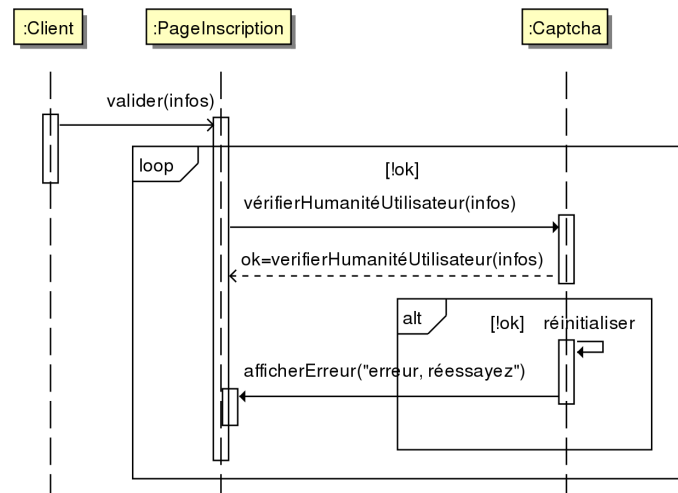 :Client
:PageInscription
:Captcha
valider(infos)
loop
[!ok]
vérifierHumanitéUtilisateur(infos)
ok=verifierHumanitéUtilisateur(infos)
alt
[!ok]
réinitialiser
afficherErreur("erreur, réessayez")